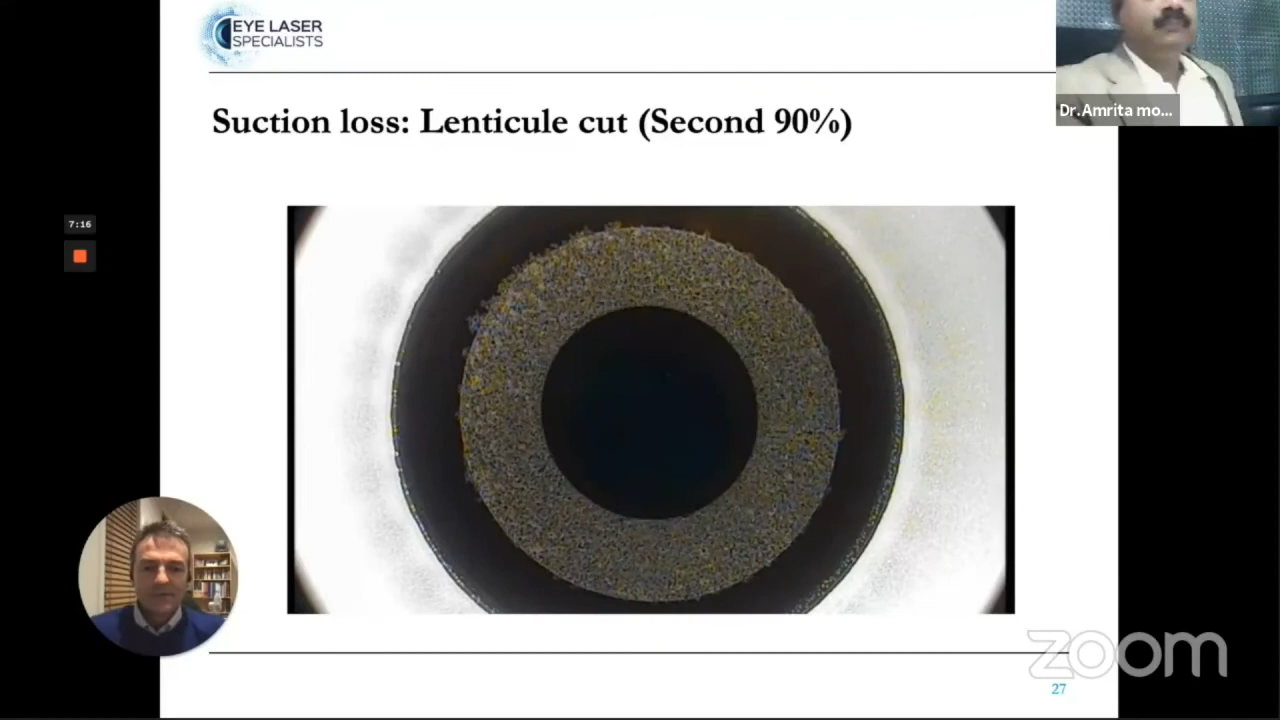 EYE LASER
SPECIALISTS
Dr.Amrita mo...
Suction loss: Lenticule cut (Second 90%)
7:16
zoom
27